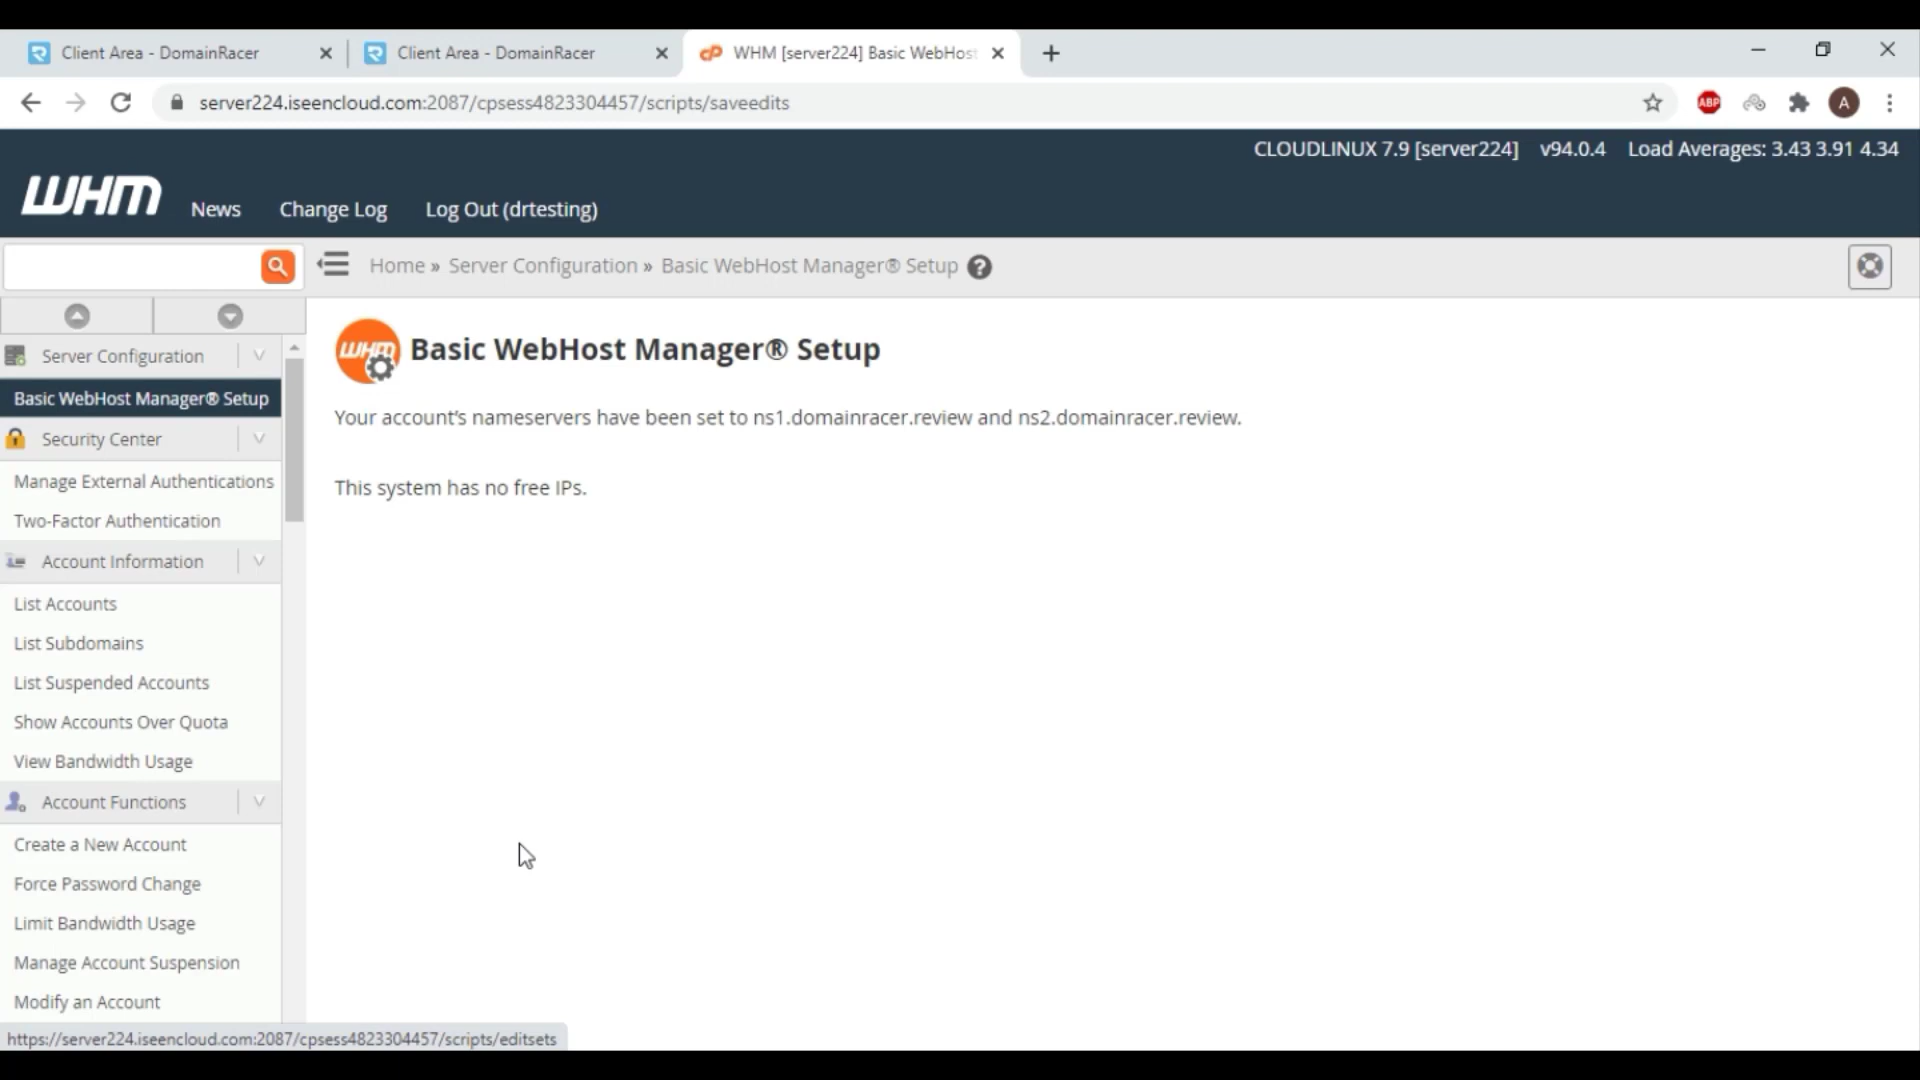 Client Area - DomainRacer
Client Area - DomainRacer
WHM [server224] Basic WebHost
server224.iseencloud.com:2087/cpsess4823304457/scripts/saveedits
ABP
A
CLOUDLINUX 7.9 [server224] v94.0.4 Load Averages: 3.43 3.91 4.34
WHM
News Change Log Log Out (drtesting)
Home » Server Configuration » Basic WebHost Manager® Setup
Server Configuration
Basic WebHost Manager® Setup
Security Center
Manage External Authentications
Two-Factor Authentication
Account Information
List Accounts
List Subdomains
List Suspended Accounts
Show Accounts Over Quota
View Bandwidth Usage
Account Functions
Create a New Account
Force Password Change
Limit Bandwidth Usage
Manage Account Suspension
Modify an Account
WHM
Basic WebHost Manager® Setup
Your account's nameservers have been set to ns1.domainracer.review and ns2.domainracer.review.
This system has no free IPs.
https://server224.iseencloud.com:2087/cpsess4823304457/scripts/editsets